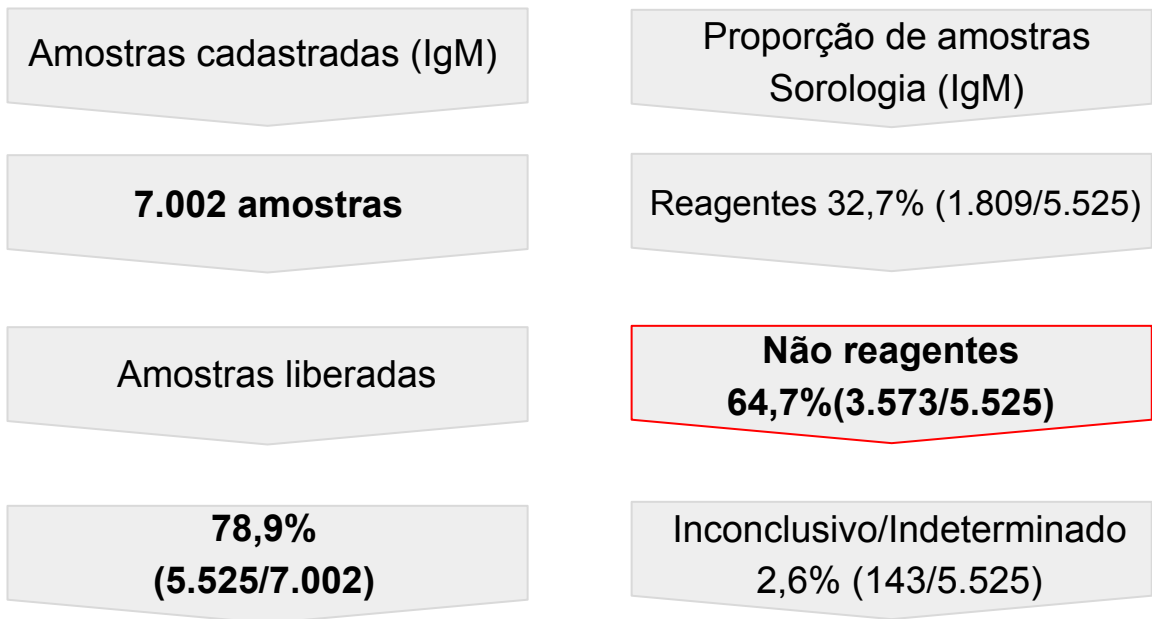 Amostras cadastradas (IgM)
7.002 amostras
Amostras liberadas
78,9%
(5.525/7.002)
Proporção de amostras
Sorologia (IgM)
Reagentes 32,7% (1.809/5.525)
Não reagentes
64,7%(3.573/5.525)
Inconclusivo/Indeterminado
2,6% (143/5.525)